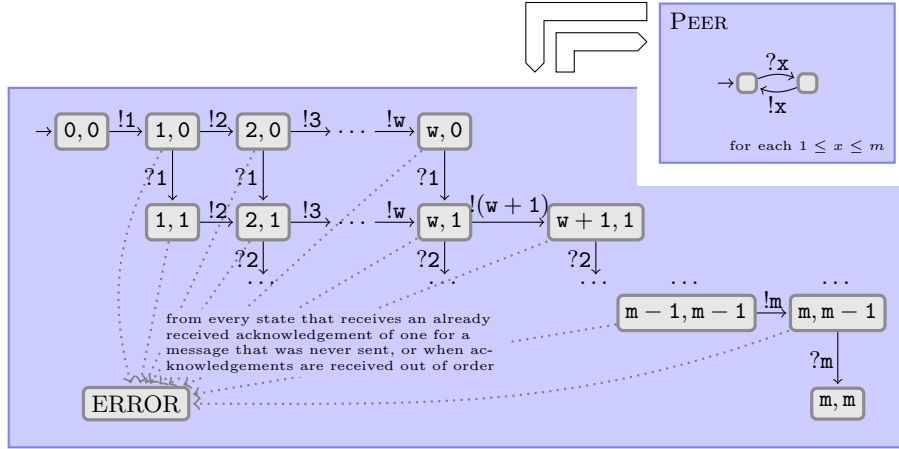 PEER
?x
!x
for each 1 ≤ x ≤ m
0, 0 !1 1, 0 !2 2, 0 !3 ··· !w w, 0
?1 ?1 ?1
1, 1 !2 2, 1 !3 ··· !w w, 1 !(w + 1) w + 1, 1
?2 ?2 ?2
··· ··· ··· ··· ···
m − 1, m − 1 !m m, m − 1
from every state that receives an already
received acknowledgement of one for a
message that was never sent, or when ac-
knowledgements are received out of order
?m
ERROR m, m